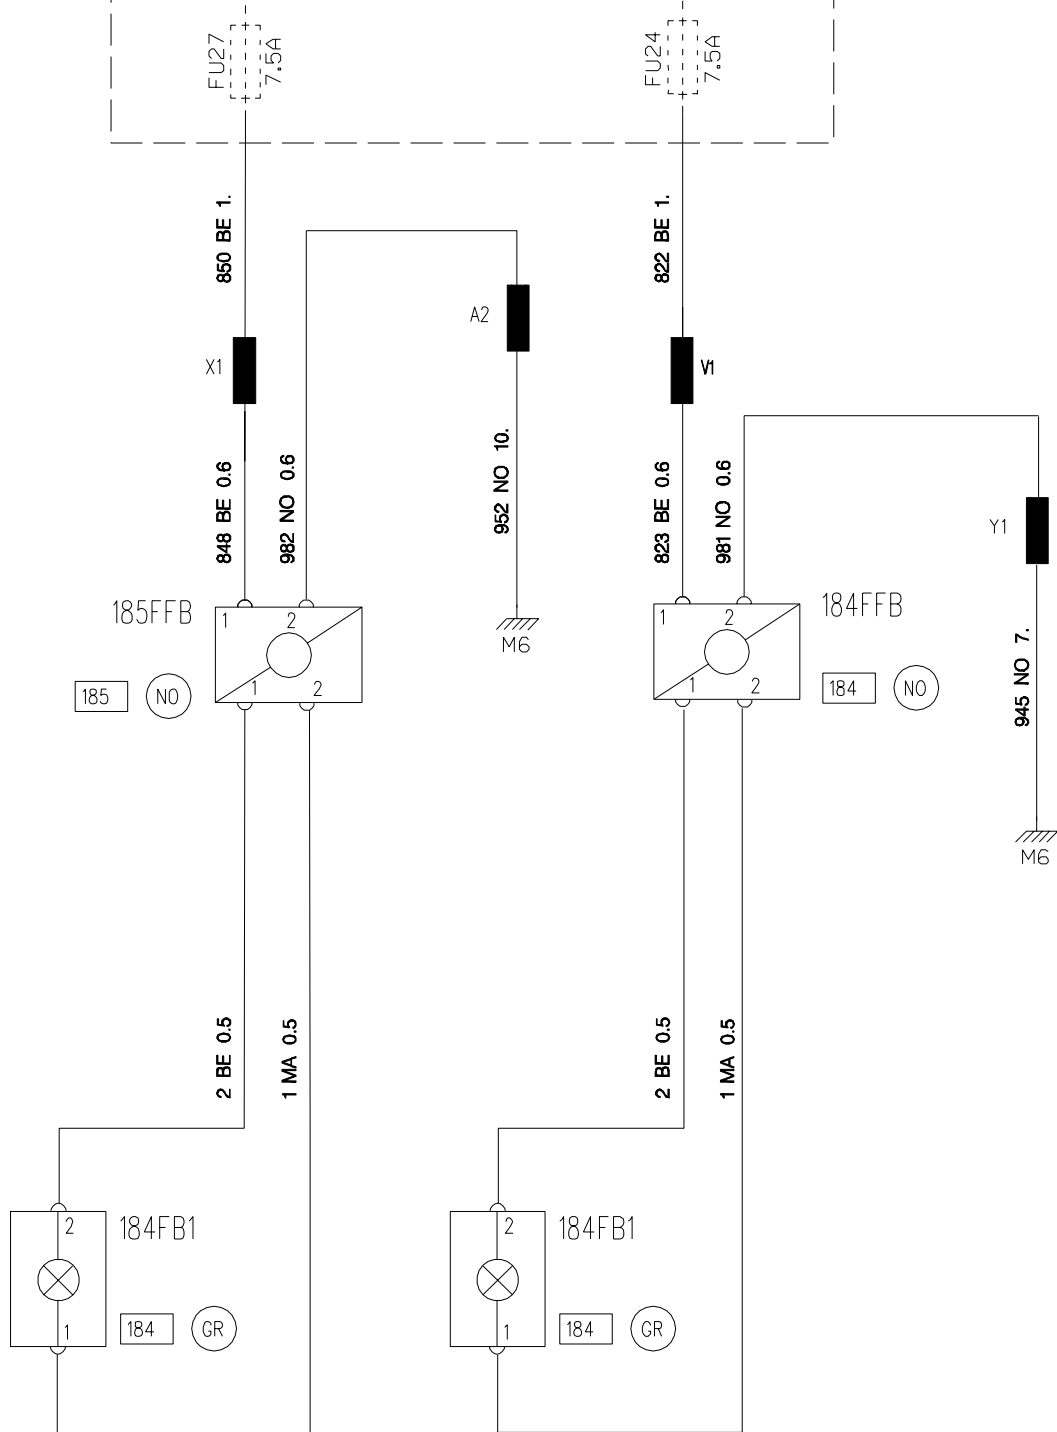 FU27
7.5A
FU24
7.5A
850 BE 1.
822 BE 1.
A2
X1
V1
848 BE 0.6
982 NO 0.6
952 NO 10.
823 BE 0.6
981 NO 0.6
Y1
185FFB
1
2
184FFB
1
2
M6
945 NO 7.
185
NO
1
2
184
NO
1
2
M6
2 BE 0.5
1 MA 0.5
2 BE 0.5
1 MA 0.5
2
184FB1
2
184FB1
1
184
GR
1
184
GR